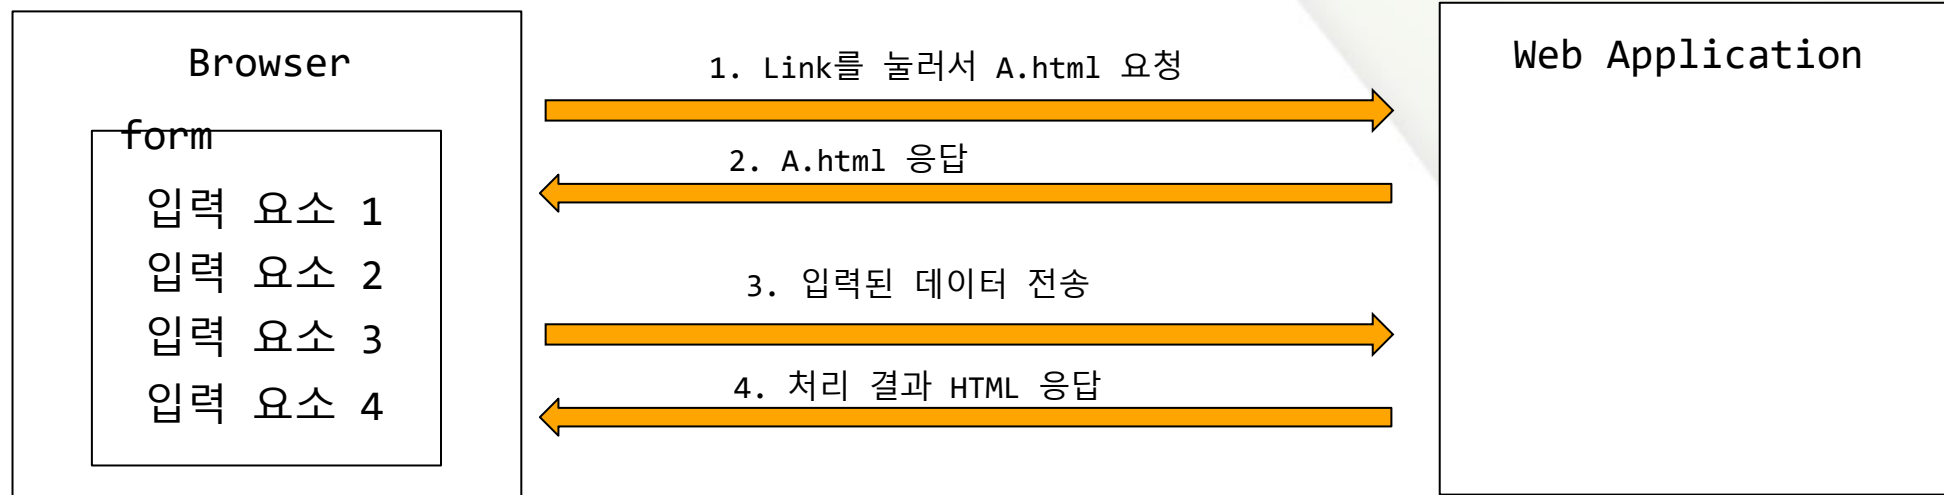 Browser
form
입력 요소 1
입력 요소 2
입력 요소 3
입력 요소 4
1. Link를 눌러서 A.html 요청
2. A.html 응답
3. 입력된 데이터 전송
4. 처리 결과 HTML 응답
Web Application